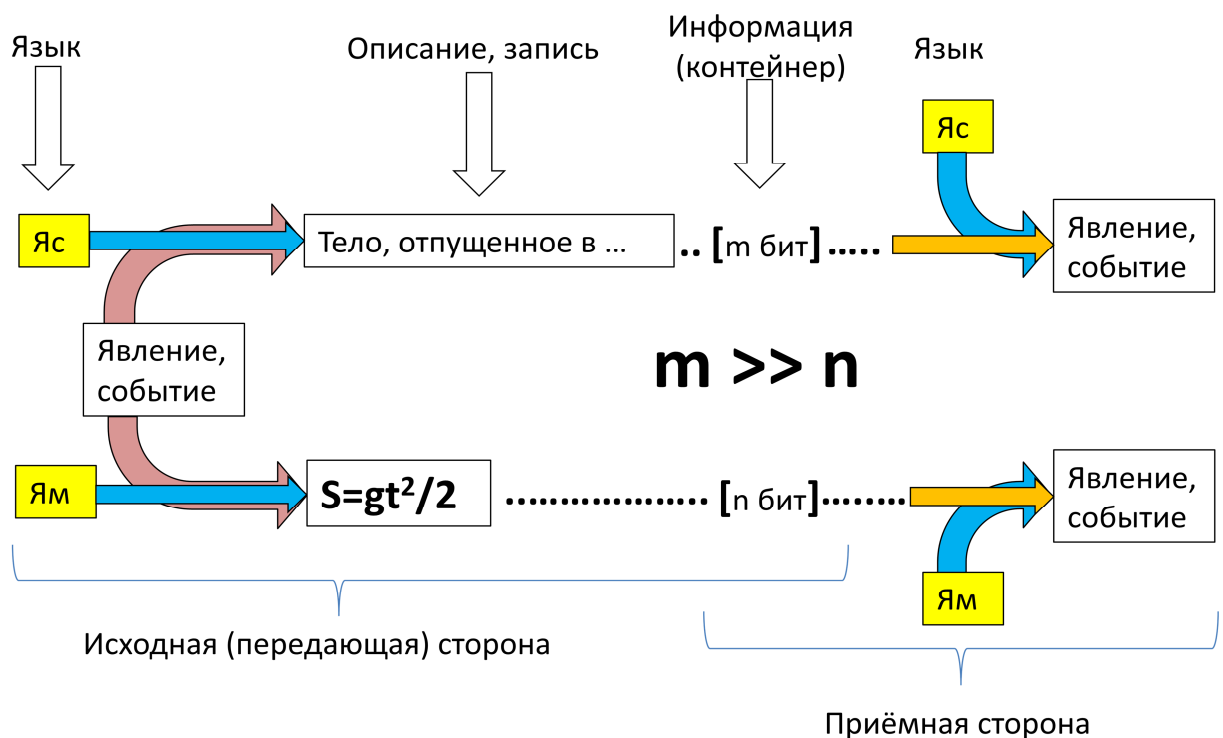 Язык
Описание, запись
Информация
(контейнер)
Язык
Яс
Яс
Тело, отпущенное в ...
.. [m бит].....
Явление,
событие
Явление,
событие
m >> n
Ям
S=gt²/2
................... [n бит]........
Явление,
событие
Ям
Исходная (передающая) сторона
Приёмная сторона